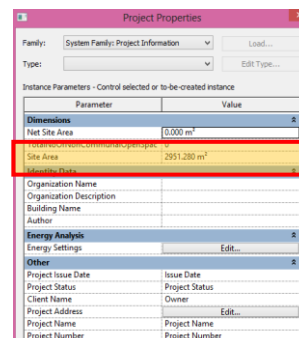 Project Properties
Family: System Family: Project Information Load...
Type: Edit Type...
Instance Parameters - Control selected or to-be-created instance
Parameter Value
Dimensions
Net Site Area 0.000 m²
0
Site Area 2951.280 m²
Identity Data
Organization Name
Organization Description
Building Name
Author
Energy Analysis
Energy Settings Edit...
Other
Project Issue Date Issue Date
Project Status Project Status
Client Name Owner
Project Address Edit...
Project Name Project Name
Project Number Project Number